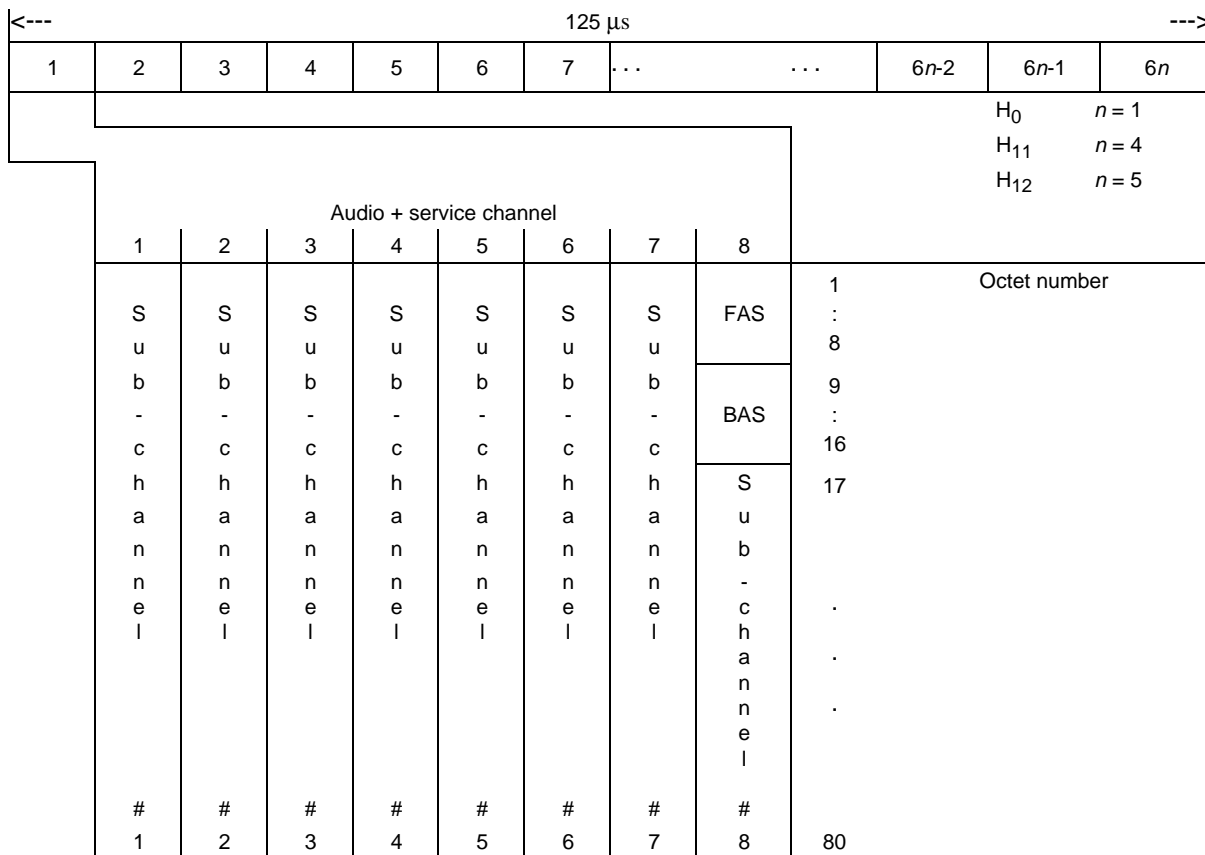 <--- 125 µs --->
1 2 3 4 5 6 7 . . . . . . 6n-2 6n-1 6n
H0 n = 1
H11 n = 4
H12 n = 5
Audio + service channel
1 2 3 4 5 6 7 8
Octet number
1
S S S S S S S FAS :
u u u u u u u 8
b b b b b b b 9
- - - - - - - BAS :
c c c c c c c 16
h h h h h h h S 17
a a a a a a a u
n n n n n n n b
n n n n n n n -
e e e e e e e c .
l l l l l l l h
a .
n
n .
e
l
# # # # # # # #
1 2 3 4 5 6 7 8 80